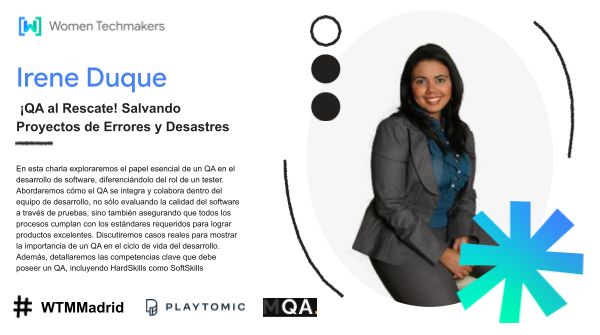 Women Techmakers
Irene Duque
¡QA al Rescate! Salvando
Proyectos de Errores y Desastres
En esta charla exploraremos el papel esencial de un QA en el
desarrollo de software, diferenciándolo del rol de un tester.
Abordaremos cómo el QA se integra y colabora dentro del
equipo de desarrollo, no sólo evaluando la calidad del software
a través de pruebas, sino también asegurando que todos los
procesos cumplan con los estándares requeridos para lograr
productos excelentes. Discutiremos casos reales para mostrar
la importancia de un QA en el ciclo de vida del desarrollo.
Además, detallaremos las competencias clave que debe
poseer un QA, incluyendo HardSkills como SoftSkills
# WTMMadrid PLAYTOMIC MQA.